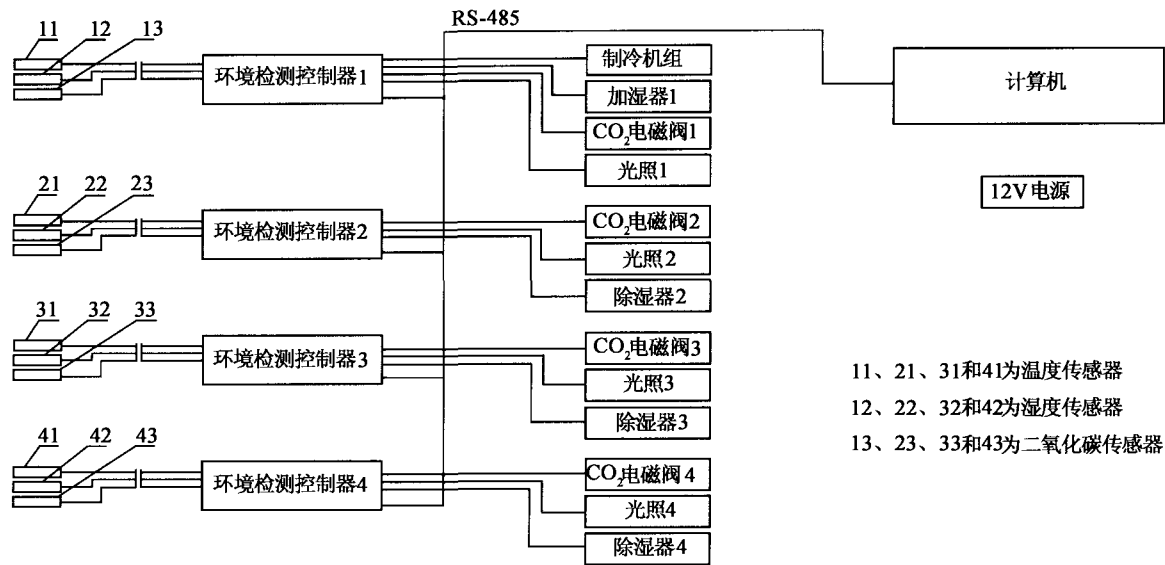 RS-485
11 12 13
环境检测控制器1
制冷机组
加湿器1
CO2电磁阀1
光照1
计算机
12V电源
21 22 23
环境检测控制器2
CO2电磁阀2
光照2
除湿器2
31 32 33
环境检测控制器3
CO2电磁阀3
光照3
除湿器3
41 42 43
环境检测控制器4
CO2电磁阀4
光照4
除湿器4
11、21、31和41为温度传感器
12、22、32和42为湿度传感器
13、23、33和43为二氧化碳传感器